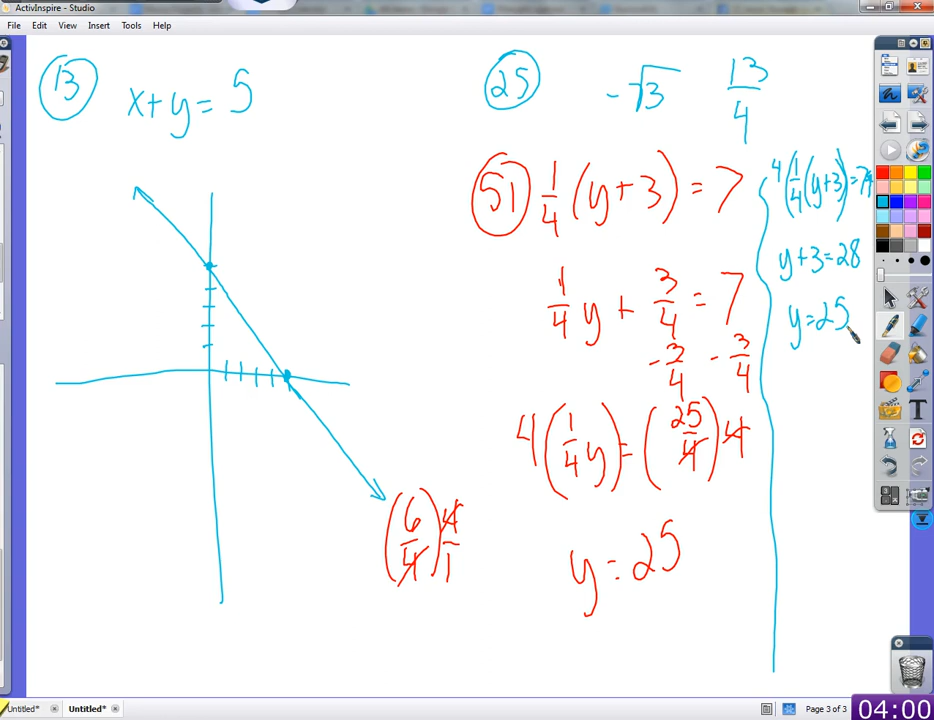 ActivInspire - Studio
File Edit View Insert Tools Help
13 x+y=5
25 -√3 13/4
51 1/4(y+3)=7
1/4y+3/4=7
-3/4 -3/4
4(1/4y)=(25/4)4
y=25
(6/4)4/1
4(1/4(y+3))=7
y+3=28
y=25
Untitled* Untitled* Page 3 of 3 04:00